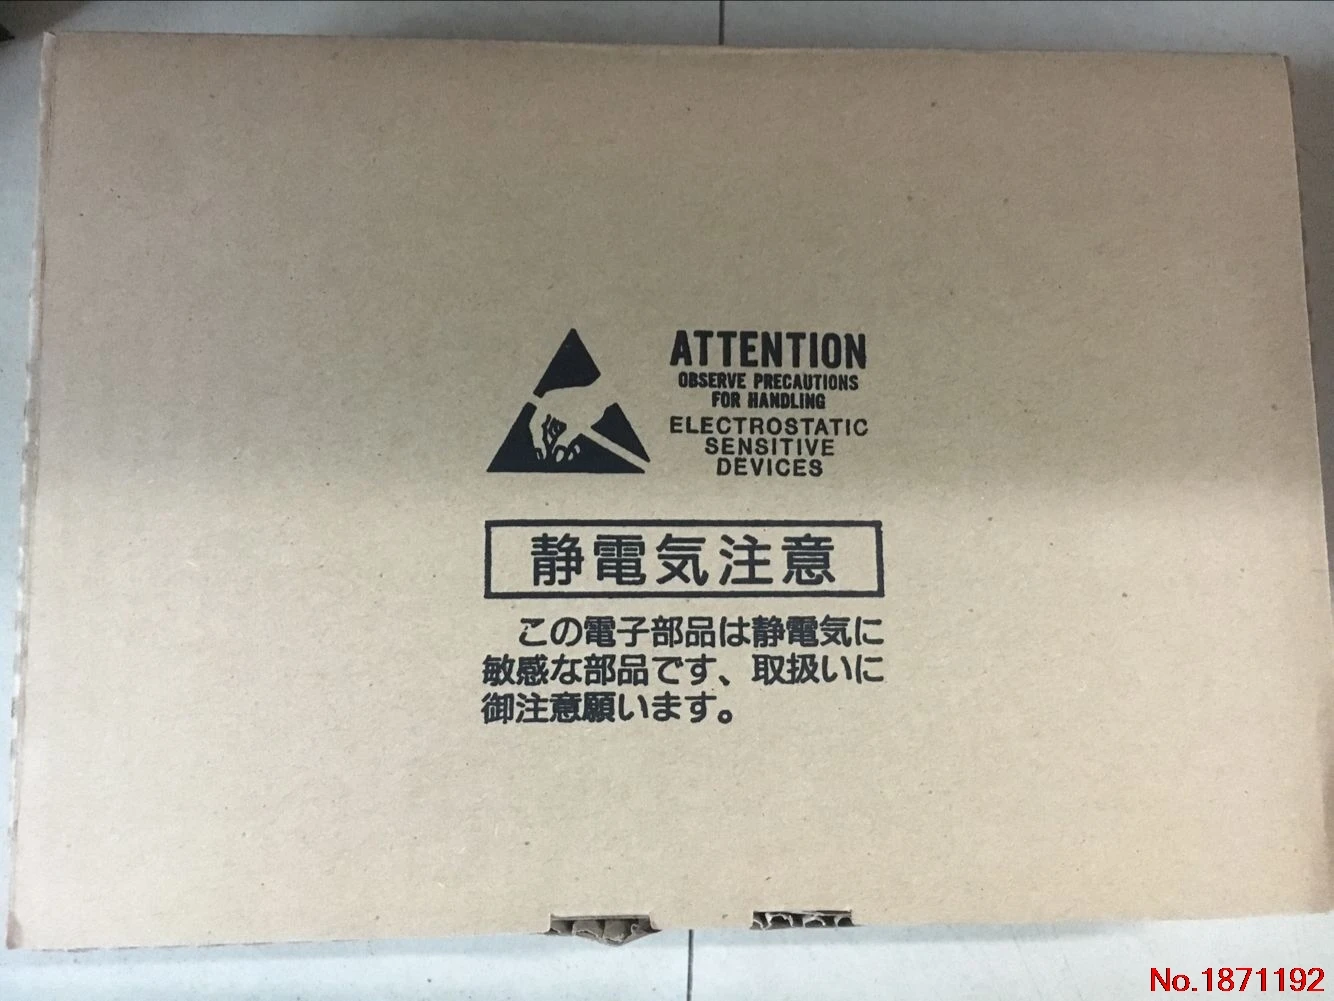 ATTENTION
OBSERVE PRECAUTIONS
FOR HANDLING
ELECTROSTATIC
SENSITIVE
DEVICES
静電気注意
この電子部品は静電気に
敏感な部品です、取扱いに
御注意願います。
No.1871192